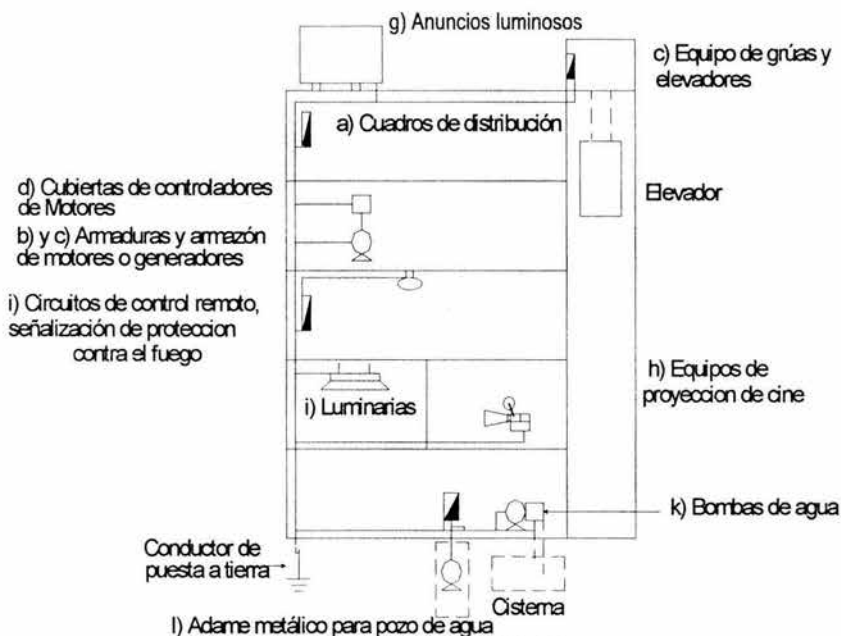 g) Anuncios luminosos
c) Equipo de grúas y
elevadores
a) Cuadros de distribución
d) Cubiertas de controladores
de Motores
Elevador
b) y c) Armaduras y armazón
de motores o generadores
i) Circuitos de control remoto,
señalización de proteccion
contra el fuego
h) Equipos de
proyeccion de cine
i) Luminarias
k) Bombas de agua
Conductor de
puesta a tierra
Cisterna
l) Ademe metálico para pozo de agua